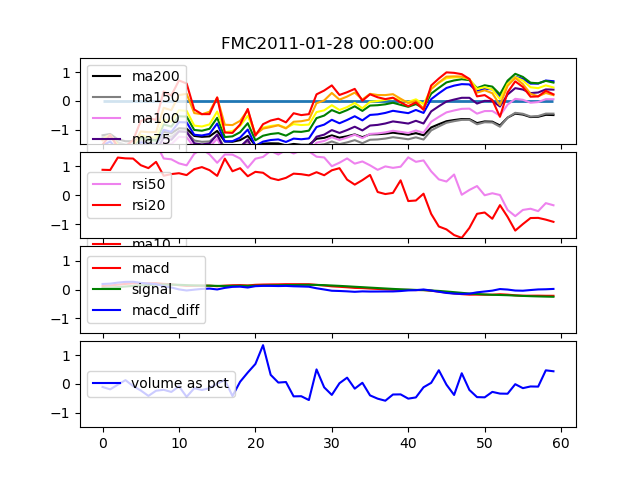 FMC2011-01-28 00:00:00
1
0
−1
ma200
ma150
ma100
ma75
1
0
−1
rsi50
rsi20
ma10
1
0
−1
macd
signal
macd_diff
1
0
−1
volume as pct
0 10 20 30 40 50 60